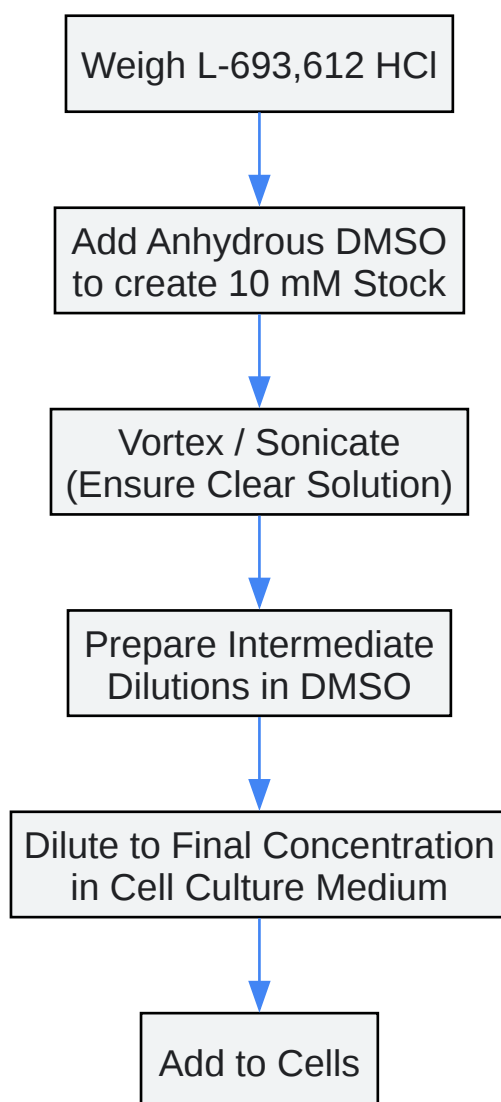 Weigh L-693,612 HCl
Add Anhydrous DMSO
to create 10 mM Stock
Vortex / Sonicate
(Ensure Clear Solution)
Prepare Intermediate
Dilutions in DMSO
Dilute to Final Concentration
in Cell Culture Medium
Add to Cells